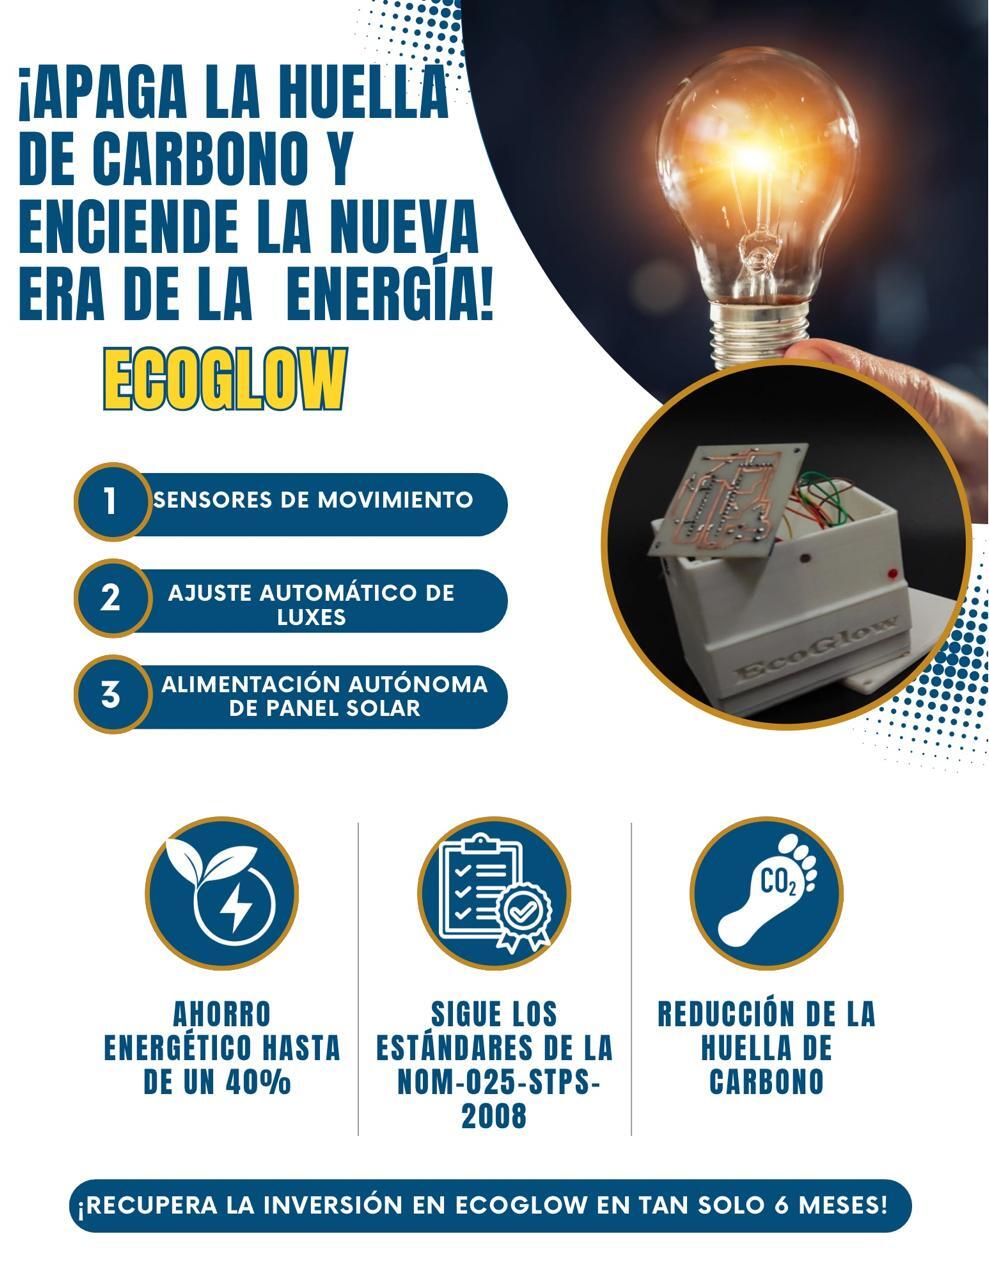 ¡APAGA LA HUELLA
DE CARBONO Y
ENCIENDE LA NUEVA
ERA DE LA ENERGÍA!
ECOGLOW
1 SENSORES DE MOVIMIENTO
2 AJUSTE AUTOMÁTICO DE
LUXES
3 ALIMENTACIÓN AUTÓNOMA
DE PANEL SOLAR
EcoGlow
CO₂
AHORRO
ENERGÉTICO HASTA
DE UN 40%
SIGUE LOS
ESTÁNDARES DE LA
NOM-025-STPS-
2008
REDUCCIÓN DE LA
HUELLA DE
CARBONO
¡RECUPERA LA INVERSIÓN EN ECOGLOW EN TAN SOLO 6 MESES!